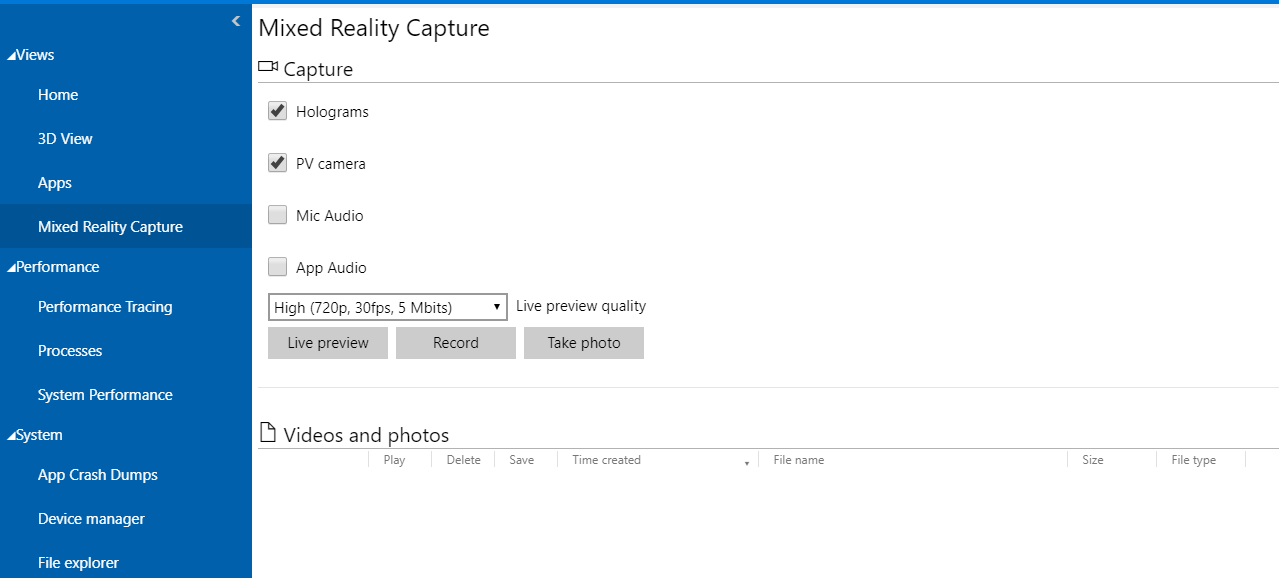 Views
Home
3D View
Apps
Mixed Reality Capture
Performance
Performance Tracing
Processes
System Performance
System
App Crash Dumps
Device manager
File explorer
Mixed Reality Capture
Capture
Holograms
PV camera
Mic Audio
App Audio
High (720p, 30fps, 5 Mbits) Live preview quality
Live preview Record Take photo
Videos and photos
Play Delete Save Time created File name Size File type